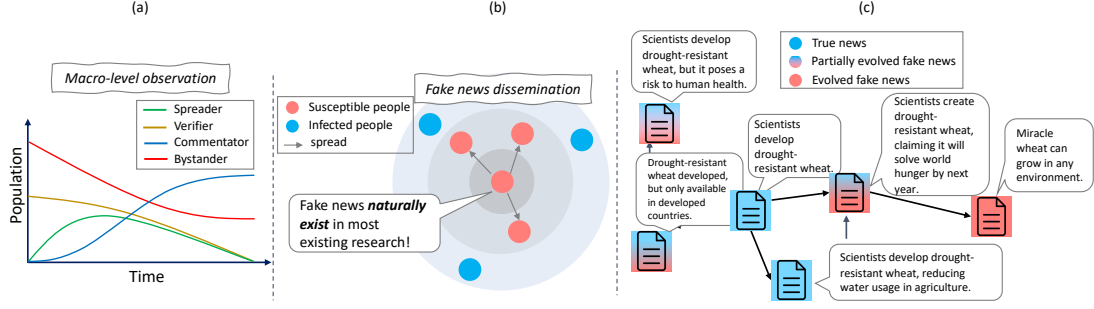 (a)
Macro-level observation
Spreader
Verifier
Commentator
Bystander
Population
Time
(b)
Fake news dissemination
Susceptible people
Infected people
spread
Fake news naturally
exist in most
existing research!
(c)
True news
Partially evolved fake news
Evolved fake news
Scientists develop
drought-resistant
wheat, but it poses a
risk to human health.
Drought-resistant
wheat developed,
but only available
in developed
countries.
Scientists
develop
drought-
resistant wheat.
Scientists create
drought-
resistant wheat,
claiming it will
solve world
hunger by next
year.
Miracle
wheat can
grow in any
environment.
Scientists develop drought-
resistant wheat, reducing
water usage in agriculture.